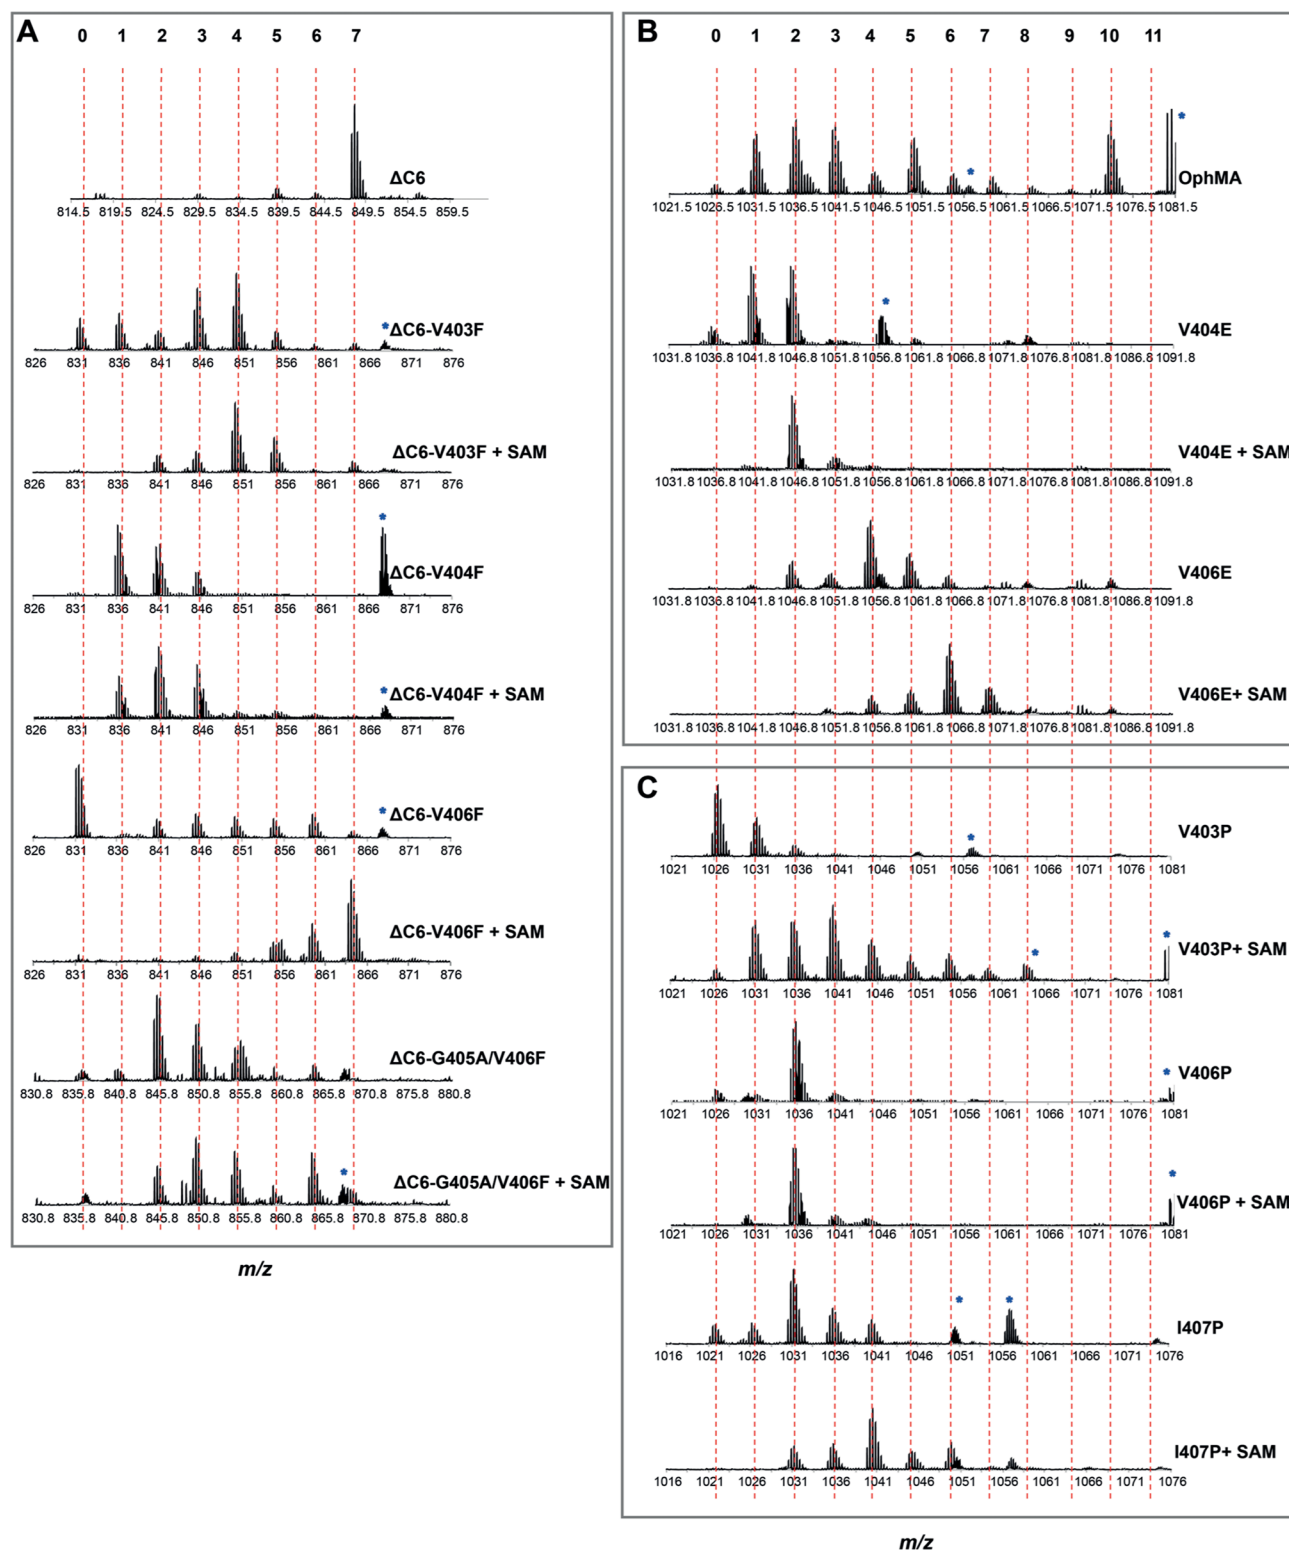 A 0 1 2 3 4 5 6 7
ΔC6
814.5 819.5 824.5 829.5 834.5 839.5 844.5 849.5 854.5 859.5
* ΔC6-V403F
826 831 836 841 846 851 856 861 866 871 876
ΔC6-V403F + SAM
826 831 836 841 846 851 856 861 866 871 876
*
ΔC6-V404F
826 831 836 841 846 851 856 861 866 871 876
* ΔC6-V404F + SAM
826 831 836 841 846 851 856 861 866 871 876
* ΔC6-V406F
826 831 836 841 846 851 856 861 866 871 876
ΔC6-V406F + SAM
826 831 836 841 846 851 856 861 866 871 876
ΔC6-G405A/V406F
830.8 835.8 840.8 845.8 850.8 855.8 860.8 865.8 870.8 875.8 880.8
* ΔC6-G405A/V406F + SAM
830.8 835.8 840.8 845.8 850.8 855.8 860.8 865.8 870.8 875.8 880.8
m/z
B 0 1 2 3 4 5 6 7 8 9 10 11
* *
OphMA
1021.5 1026.5 1031.5 1036.5 1041.5 1046.5 1051.5 1056.5 1061.5 1066.5 1071.5 1076.5 1081.5
*
V404E
1031.8 1036.8 1041.8 1046.8 1051.8 1056.8 1061.8 1066.8 1071.8 1076.8 1081.8 1086.8 1091.8
V404E + SAM
1031.8 1036.8 1041.8 1046.8 1051.8 1056.8 1061.8 1066.8 1071.8 1076.8 1081.8 1086.8 1091.8
V406E
1031.8 1036.8 1041.8 1046.8 1051.8 1056.8 1061.8 1066.8 1071.8 1076.8 1081.8 1086.8 1091.8
V406E+ SAM
1031.8 1036.8 1041.8 1046.8 1051.8 1056.8 1061.8 1066.8 1071.8 1076.8 1081.8 1086.8 1091.8
C
* V403P
1021 1026 1031 1036 1041 1046 1051 1056 1061 1066 1071 1076 1081
* * V403P+ SAM
1021 1026 1031 1036 1041 1046 1051 1056 1061 1066 1071 1076 1081
* V406P
1021 1026 1031 1036 1041 1046 1051 1056 1061 1066 1071 1076 1081
*
V406P + SAM
1021 1026 1031 1036 1041 1046 1051 1056 1061 1066 1071 1076 1081
* *
I407P
1016 1021 1026 1031 1036 1041 1046 1051 1056 1061 1066 1071 1076
I407P+ SAM
1016 1021 1026 1031 1036 1041 1046 1051 1056 1061 1066 1071 1076
m/z